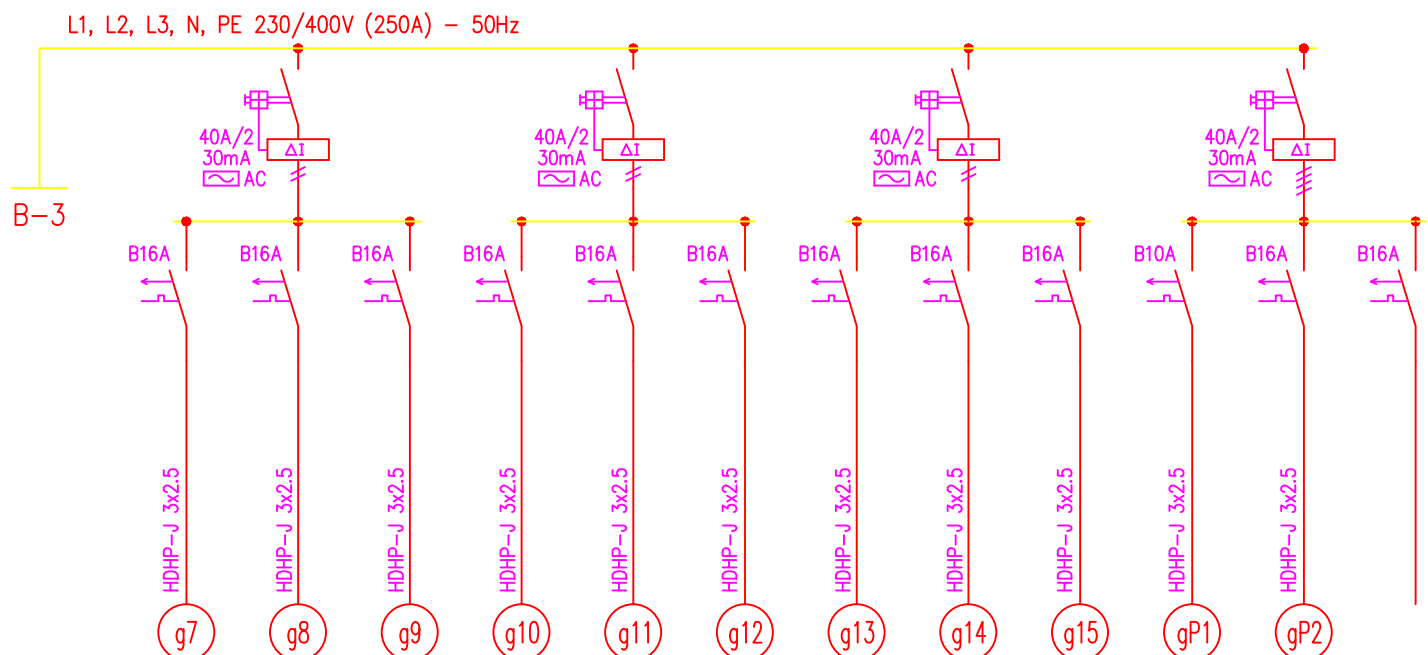 L1, L2, L3, N, PE 230/400V (250A) – 50Hz
40A/2
30mA
AC
40A/2
30mA
AC
40A/2
30mA
AC
40A/2
30mA
AC
ΔI
ΔI
ΔI
ΔI
B–3
B16A B16A B16A B16A B16A B16A B16A B16A B16A B10A B16A B16A
HDHP–J 3x2.5
HDHP–J 3x2.5
HDHP–J 3x2.5
HDHP–J 3x2.5
HDHP–J 3x2.5
HDHP–J 3x2.5
HDHP–J 3x2.5
HDHP–J 3x2.5
HDHP–J 3x2.5
HDHP–J 3x2.5
HDHP–J 3x2.5
g7 g8 g9 g10 g11 g12 g13 g14 g15 gP1 gP2